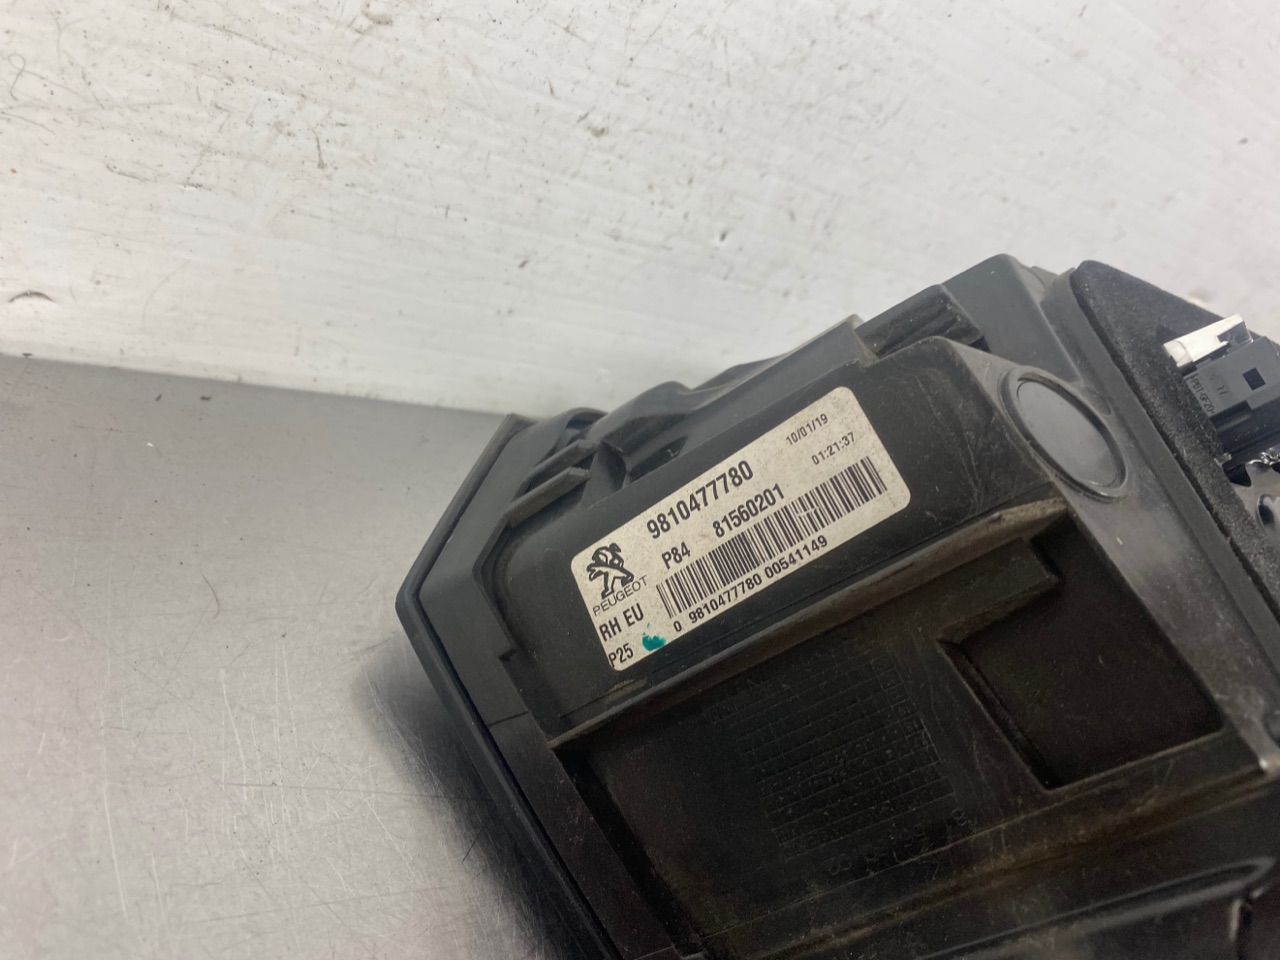 10/01/19
9810477780
01:21:37
P84 81560201
PEUGEOT
RH EU
0 9810477780 00541149
P25